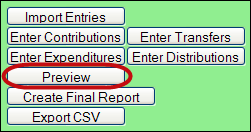 Import Entries
Enter Contributions Enter Transfers
Enter Expenditures Enter Distributions
Preview
Create Final Report
Export CSV